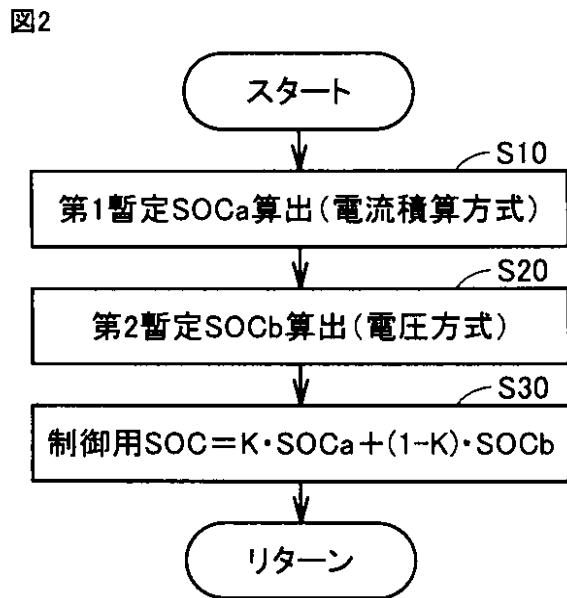 図2
スタート
S10
第1暫定SOCa算出(電流積算方式)
S20
第2暫定SOCb算出(電圧方式)
S30
制御用SOC=K・SOCa+(1-K)・SOCb
リターン